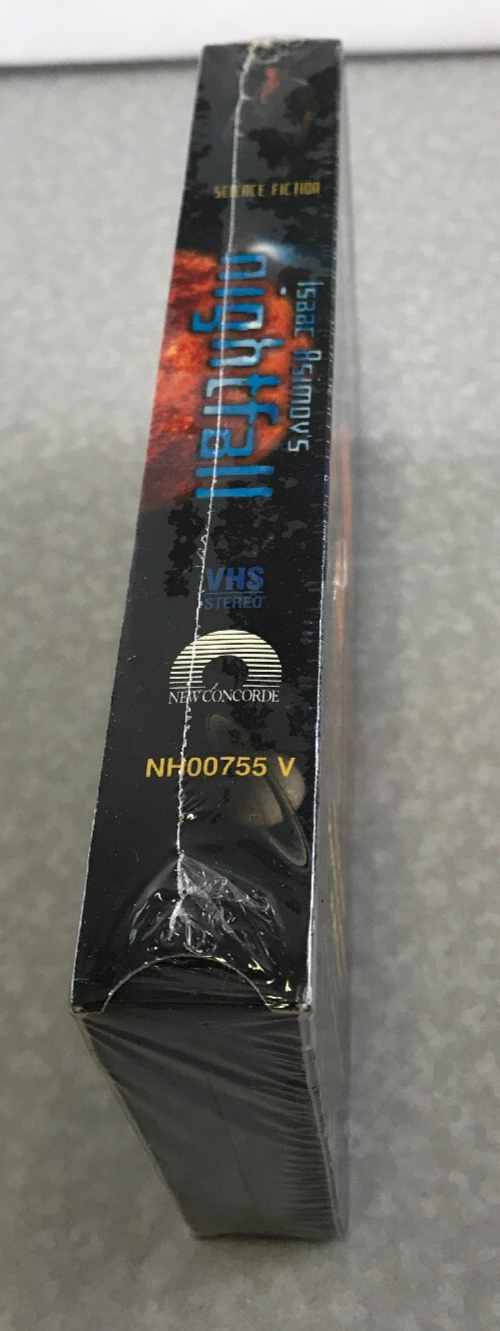 SCIENCE FICTION
Isaac Asimov's
nightfall
VHS
STEREO
NEW CONCORDE
NH00755 V